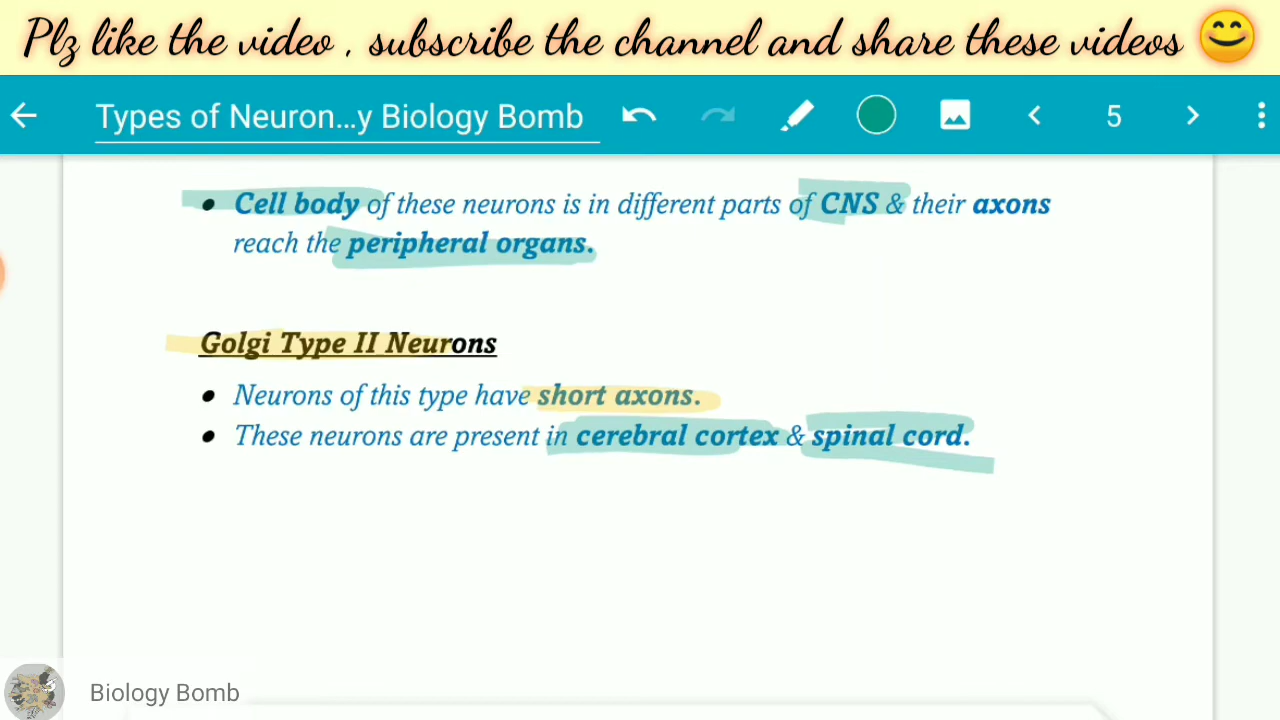 Plz like the video , subscribe the channel and share these videos 😊
Types of Neuron...y Biology Bomb
5
• Cell body of these neurons is in different parts of CNS & their axons
reach the peripheral organs.
Golgi Type II Neurons
• Neurons of this type have short axons.
• These neurons are present in cerebral cortex & spinal cord.
Biology Bomb